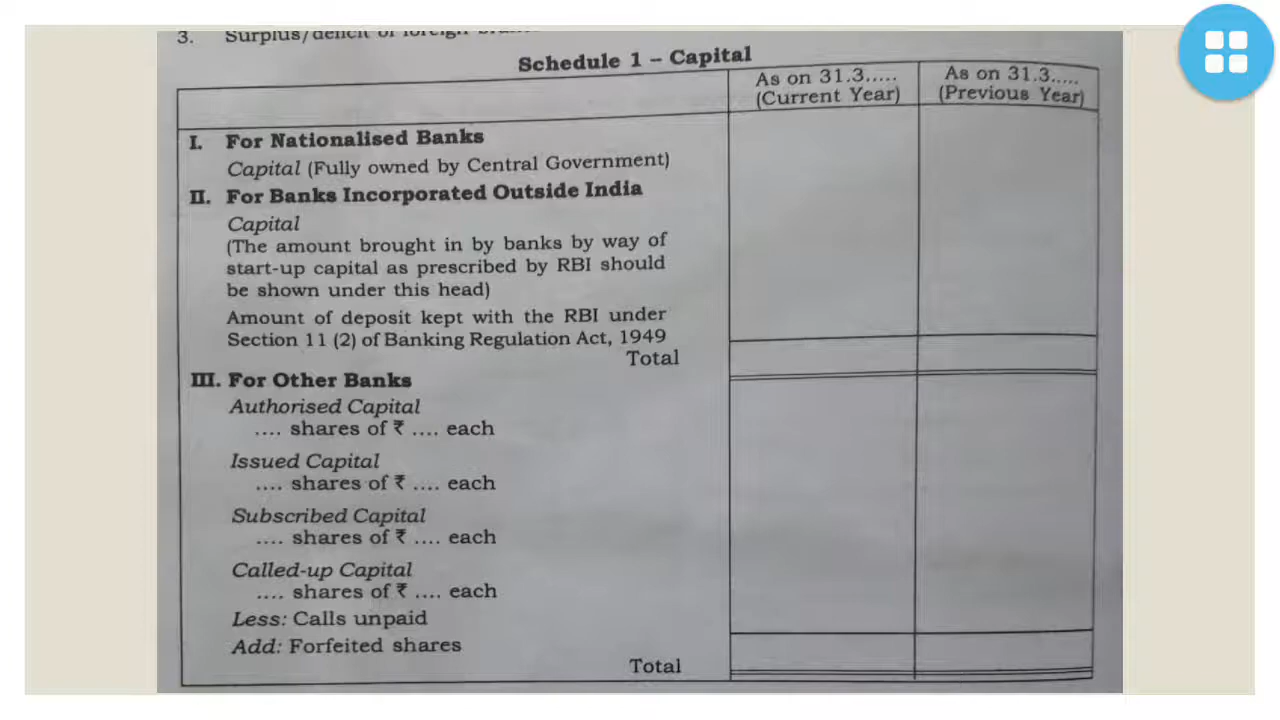 3. Surplus/deficit of foreign
Schedule 1 – Capital
As on 31.3..... As on 31.3.....
(Current Year) (Previous Year)
I. For Nationalised Banks
Capital (Fully owned by Central Government)
II. For Banks Incorporated Outside India
Capital
(The amount brought in by banks by way of
start-up capital as prescribed by RBI should
be shown under this head)
Amount of deposit kept with the RBI under
Section 11 (2) of Banking Regulation Act, 1949
Total
III. For Other Banks
Authorised Capital
.... shares of ₹ .... each
Issued Capital
.... shares of ₹ .... each
Subscribed Capital
.... shares of ₹ .... each
Called-up Capital
.... shares of ₹ .... each
Less: Calls unpaid
Add: Forfeited shares
Total